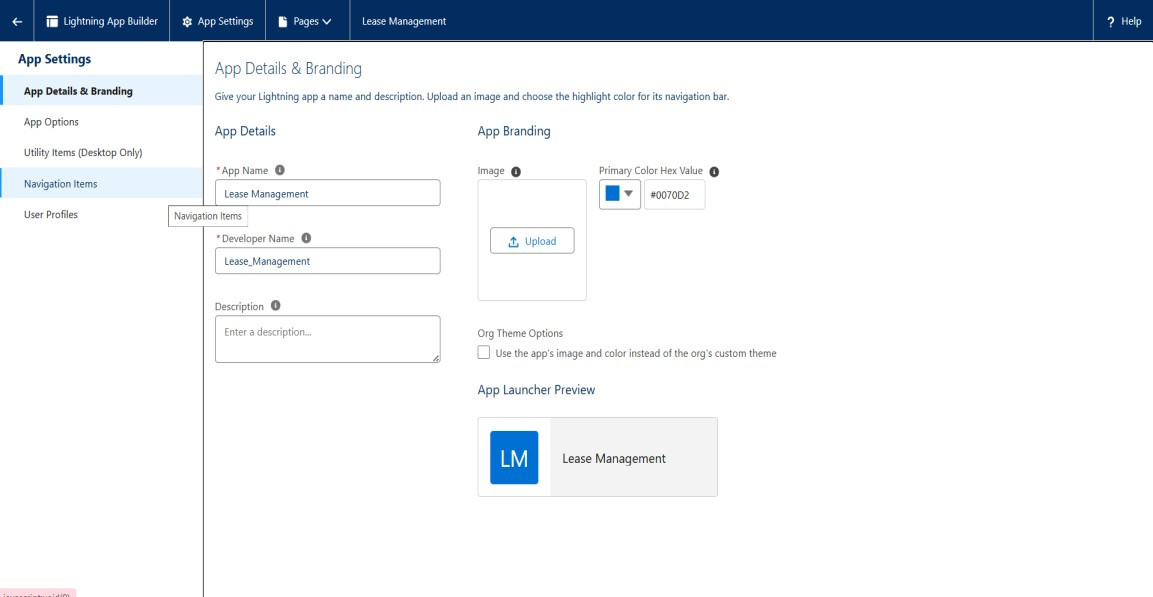 Lightning App Builder
App Settings
Pages
Lease Management
? Help
App Settings
App Details & Branding
App Options
Utility Items (Desktop Only)
Navigation Items
User Profiles
Navigation Items
App Details & Branding
Give your Lightning app a name and description. Upload an image and choose the highlight color for its navigation bar.
App Details
*App Name
Lease Management
*Developer Name
Lease_Management
Description
Enter a description...
App Branding
Image
Upload
Primary Color Hex Value
#0070D2
Org Theme Options
Use the app's image and color instead of the org's custom theme
App Launcher Preview
LM
Lease Management